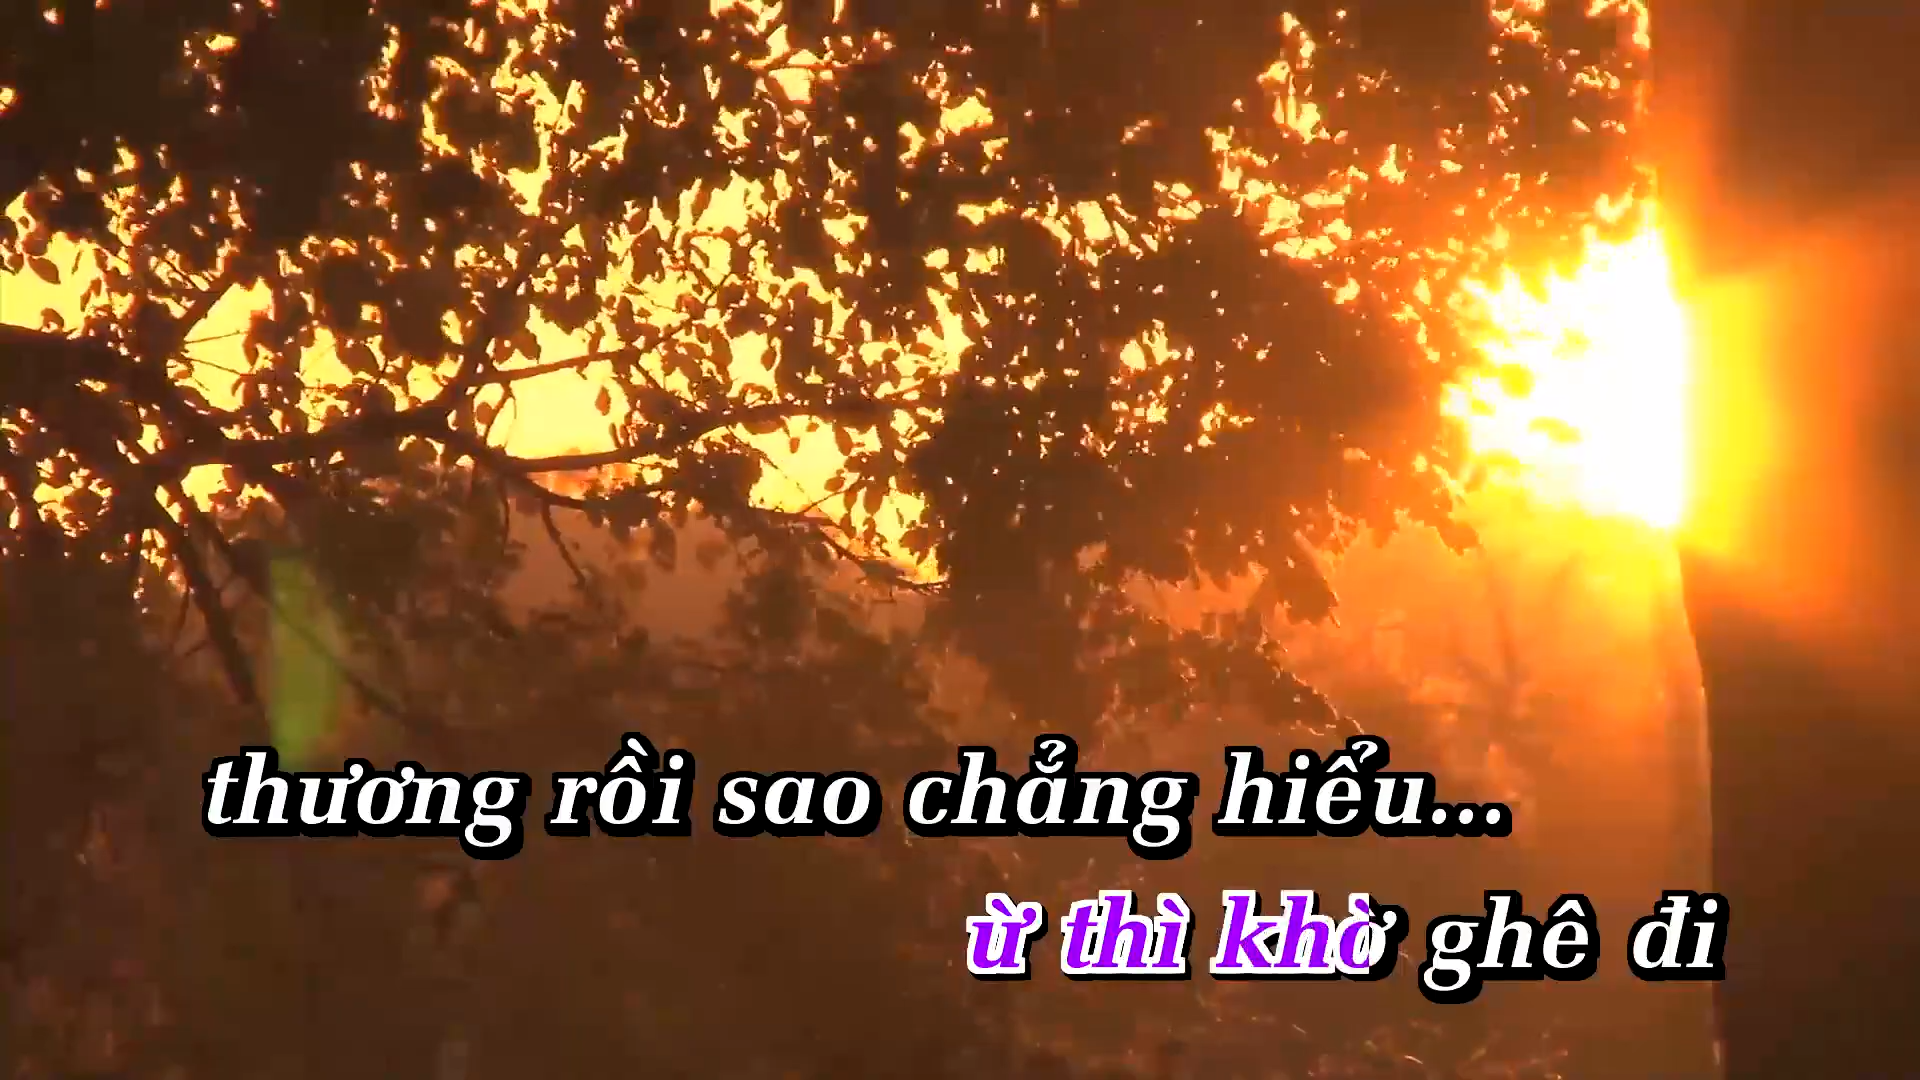 thương rồi sao chẳng hiểu...
ừ thì khờ ghê đi